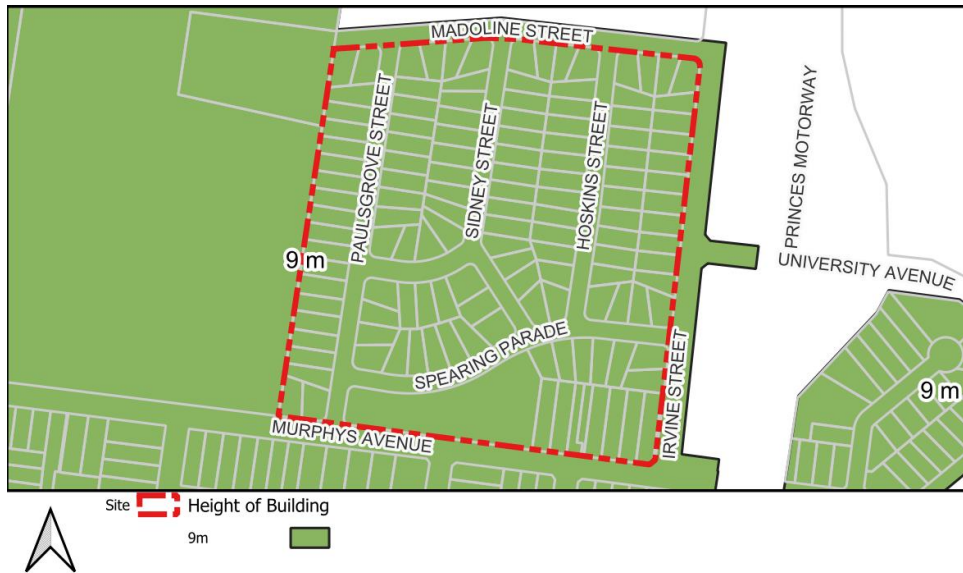 MADOLINE STREET
PAULSGROVE STREET
SIDNEY STREET
HOSKINS STREET
PRINCES MOTORWAY
9 m
UNIVERSITY AVENUE
SPEARING PARADE
IRVINE STREET
9 m
MURPHYS AVENUE
Site
Height of Building
9m